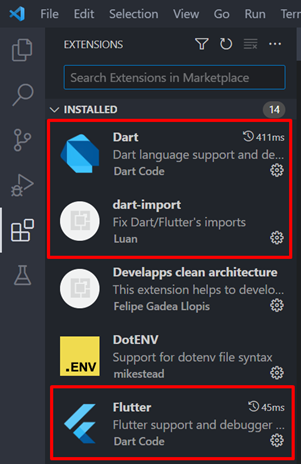 File Edit Selection View Go Run Ter
EXTENSIONS
Search Extensions in Marketplace
INSTALLED 14
Dart 411ms
Dart language support and de...
Dart Code
dart-import
Fix Dart/Flutter's imports
Luan
Develapps clean architecture
This extension helps to develo...
Felipe Gadea Llopis
DotENV
Support for dotenv file syntax
mikestead
.ENV
Flutter 45ms
Flutter support and debugger ...
Dart Code